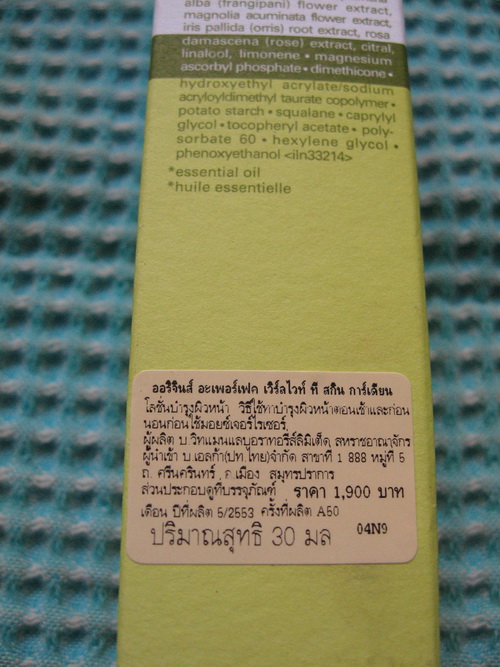 alba (frangipani) flower extract,
magnolia acuminata flower extract,
iris pallida (orris) root extract, rosa
damascena (rose) extract, citral,
linalool, limonene • magnesium
ascorbyl phosphate • dimethicone •
hydroxyethyl acrylate/sodium
acryloyldimethyl taurate copolymer •
potato starch • squalane • caprylyl
glycol • tocopheryl acetate • poly-
sorbate 60 • hexylene glycol •
phenoxyethanol <iln33214>
*essential oil
*huile essentielle
ออริจินส์ อะเพอร์เฟค เวิร์ลไวท์ ที สกิน การ์เดียน
โลชั่นบำรุงผิวหน้า วิธีใช้ทาบำรุงผิวหน้าตอนเช้าและก่อน
นอนก่อนใช้มอยซ์เจอร์ไรเซอร์
ผู้ผลิต บ.วิทแมนแลบอราทอรีส์ลิมิเต็ด สหราชอาณาจักร
ผู้นำเข้า บ.เอลก้า(ปทไทย)จำกัด สาขาที่ 1 888 หมู่ที่ 5
ถ. ศรีนครินทร์ อ.เมือง สมุทรปราการ
ส่วนประกอบดูที่บรรจุภัณฑ์ ราคา 1,900 บาท
เดือน ปีที่ผลิต 5/2553 ครั้งที่ผลิต A50
ปริมาณสุทธิ 30 มล 04N9